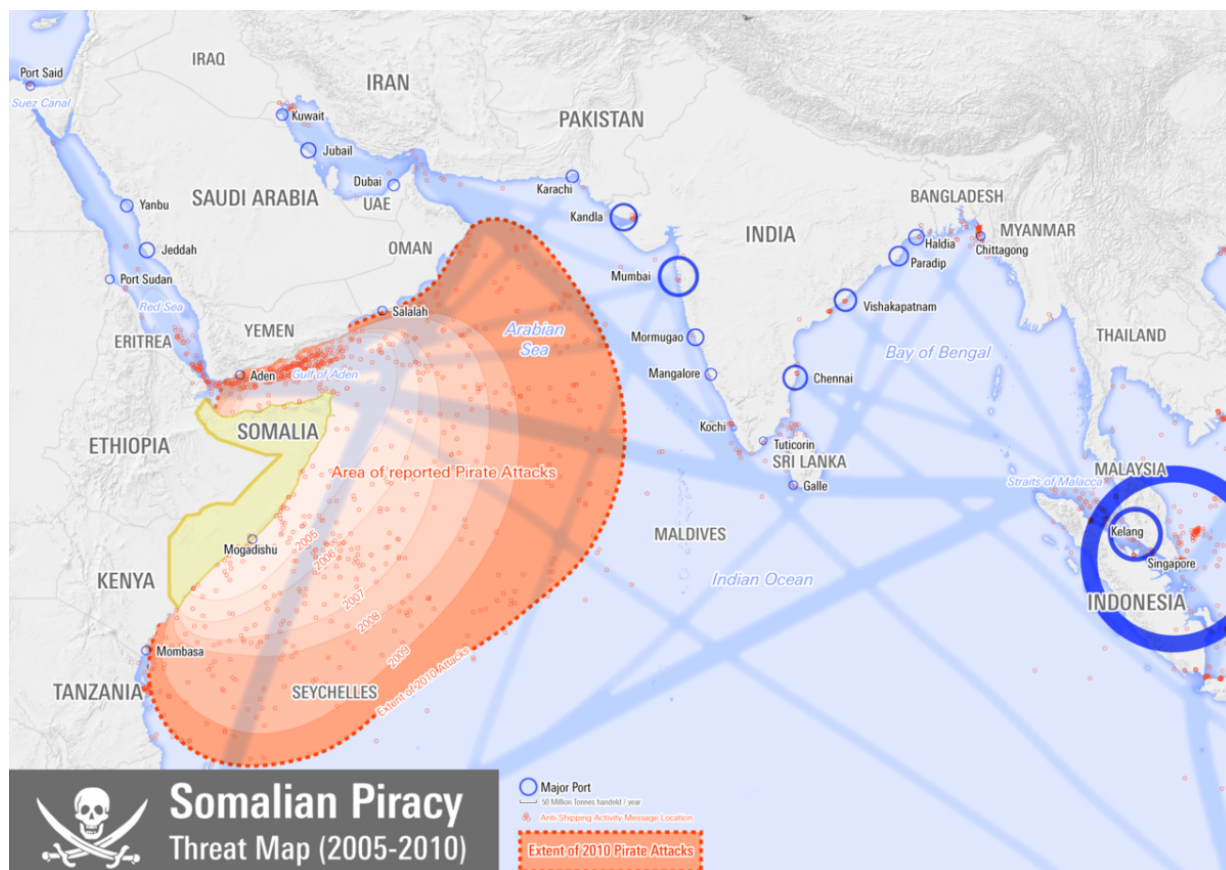 IRAQ
Port Said
Suez Canal
IRAN
Kuwait
PAKISTAN
Jubail
Dubai
UAE
Karachi
SAUDI ARABIA
Yanbu
Kandla
BANGLADESH
INDIA
Haldia
MYANMAR
Chittagong
OMAN
Jeddah
Paradip
Port Sudan
Mumbai
Red Sea
Salalah
Vishakapatnam
YEMEN
Arabian
Sea
ERITREA
Mormugao
THAILAND
Bay of Bengal
Aden
Gulf of Aden
Mangalore
Chennai
SOMALIA
Kochi
ETHIOPIA
Tuticorin
SRI LANKA
Area of reported Pirate Attacks
MALAYSIA
Straits of Malacca
Galle
Mogadishu
2005
MALDIVES
Kelang
2006
Singapore
KENYA
Indian Ocean
2007
INDONESIA
2008
Mombasa
2009
TANZANIA
SEYCHELLES
Extent of 2010 Attacks
Somalian Piracy
Threat Map (2005-2010)
Major Port
50 Million Tonnes handeld / year
Anti-Shipping Activity Message Location
Extent of 2010 Pirate Attacks